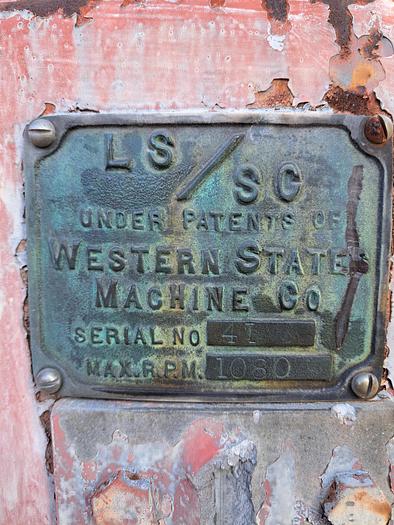 LS/SC
UNDER PATENTS OF
WESTERN STATES
MACHINE CO
SERIAL NO 41
MAX. R.P.M. 1080